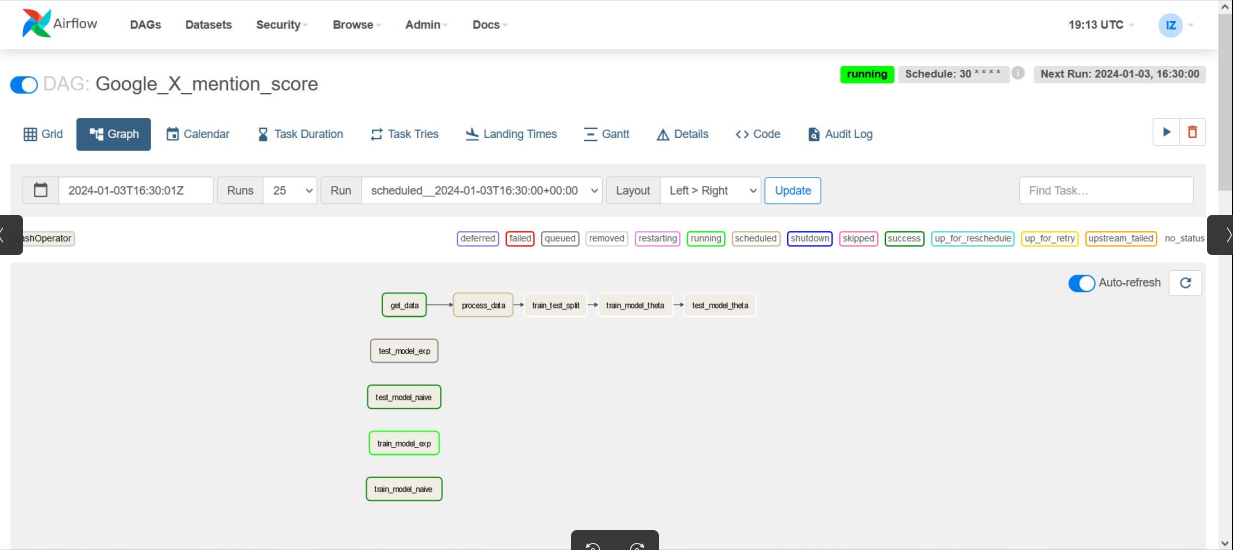 Airflow DAGs Datasets Security Browse Admin Docs 19:13 UTC IZ
DAG: Google_X_mention_score running Schedule: 30 * * * * i Next Run: 2024-01-03, 16:30:00
Grid Graph Calendar Task Duration Task Tries Landing Times Gantt Details <> Code Audit Log
2024-01-03T16:30:01Z Runs 25 Run scheduled__2024-01-03T16:30:00+00:00 Layout Left > Right Update Find Task...
ashOperator deferred failed queued removed restarting running scheduled shutdown skipped success up_for_reschedule up_for_retry upstream_failed no_status
Auto-refresh
get_data process_data train_test_split train_model_theta test_model_theta
test_model_exp
test_model_naive
train_model_exp
train_model_naive